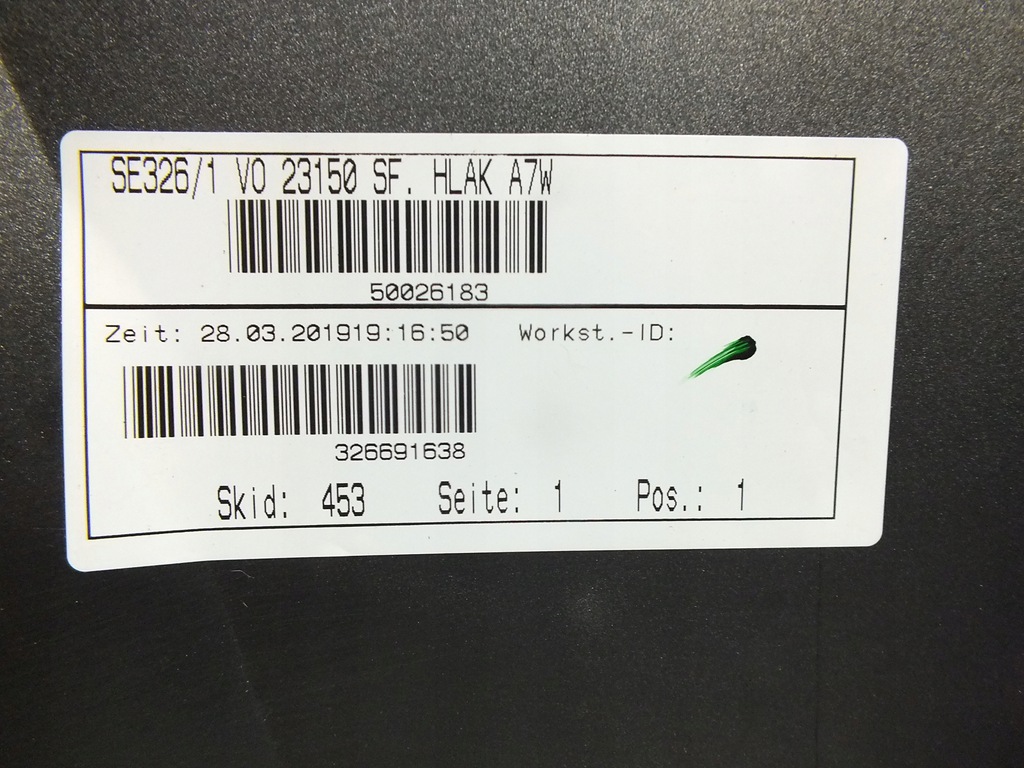 SE326/1 VO 23150 SF. HLAK A7W
50026183
Zeit: 28.03.201919:16:50 Workst.-ID:
326691638
Skid: 453 Seite: 1 Pos.: 1